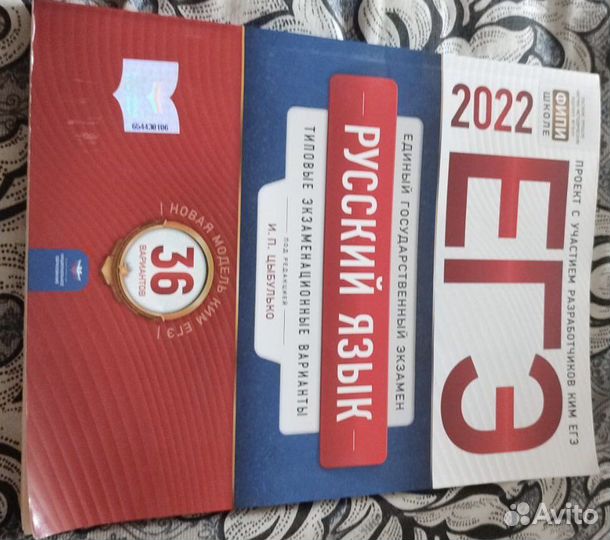 ПРОЕКТ С УЧАСТИЕМ РАЗРАБОТЧИКОВ КИМ ЕГЭ
ФИПИ
ШКОЛЕ
2022
ЕГЭ
ЕДИНЫЙ ГОСУДАРСТВЕННЫЙ ЭКЗАМЕН
РУССКИЙ ЯЗЫК
ТИПОВЫЕ ЭКЗАМЕНАЦИОННЫЕ ВАРИАНТЫ
ПОД РЕДАКЦИЕЙ
И. П. ЦЫБУЛЬКО
НОВАЯ МОДЕЛЬ КИМ ЕГЭ
36
ВАРИАНТОВ
Avito